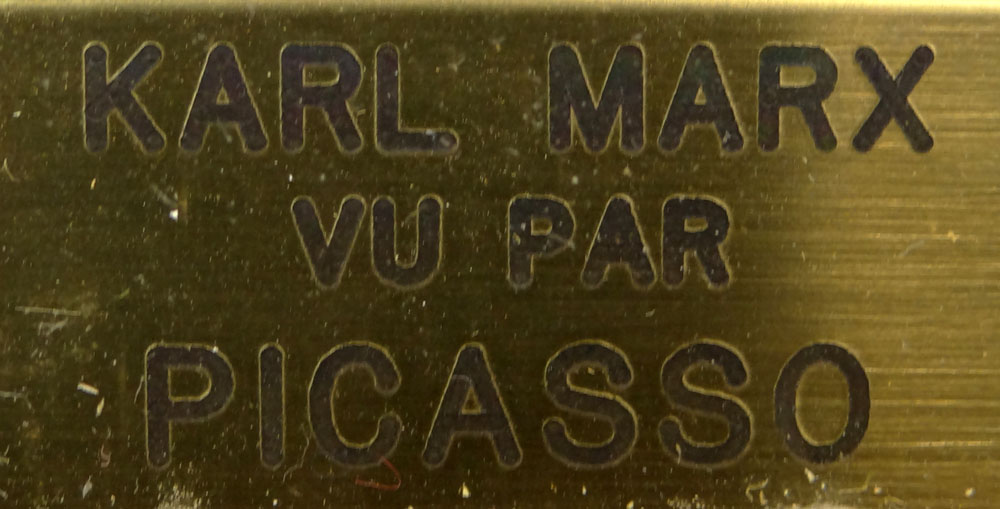 KARL MARX
VU PAR
PICASSO